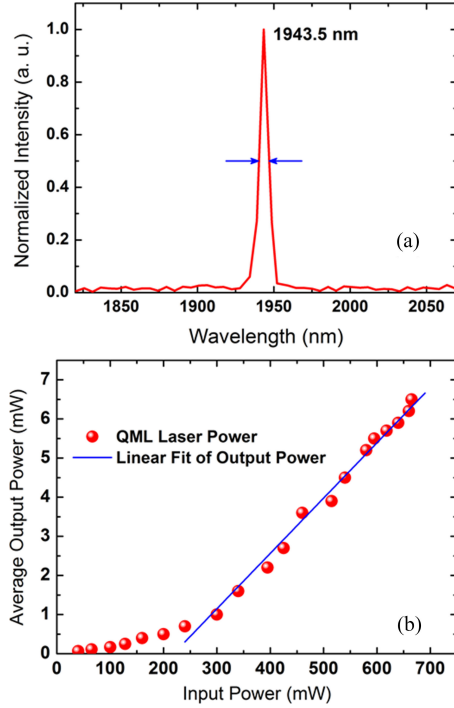 1943.5 nm
Normalized Intensity (a. u.)
1.0
0.8
0.6
0.4
0.2
0.0
(a)
1850 1900 1950 2000 2050
Wavelength (nm)
Average Output Power (mW)
7
6
5
4
3
2
1
0
QML Laser Power
Linear Fit of Output Power
(b)
0 100 200 300 400 500 600 700
Input Power (mW)